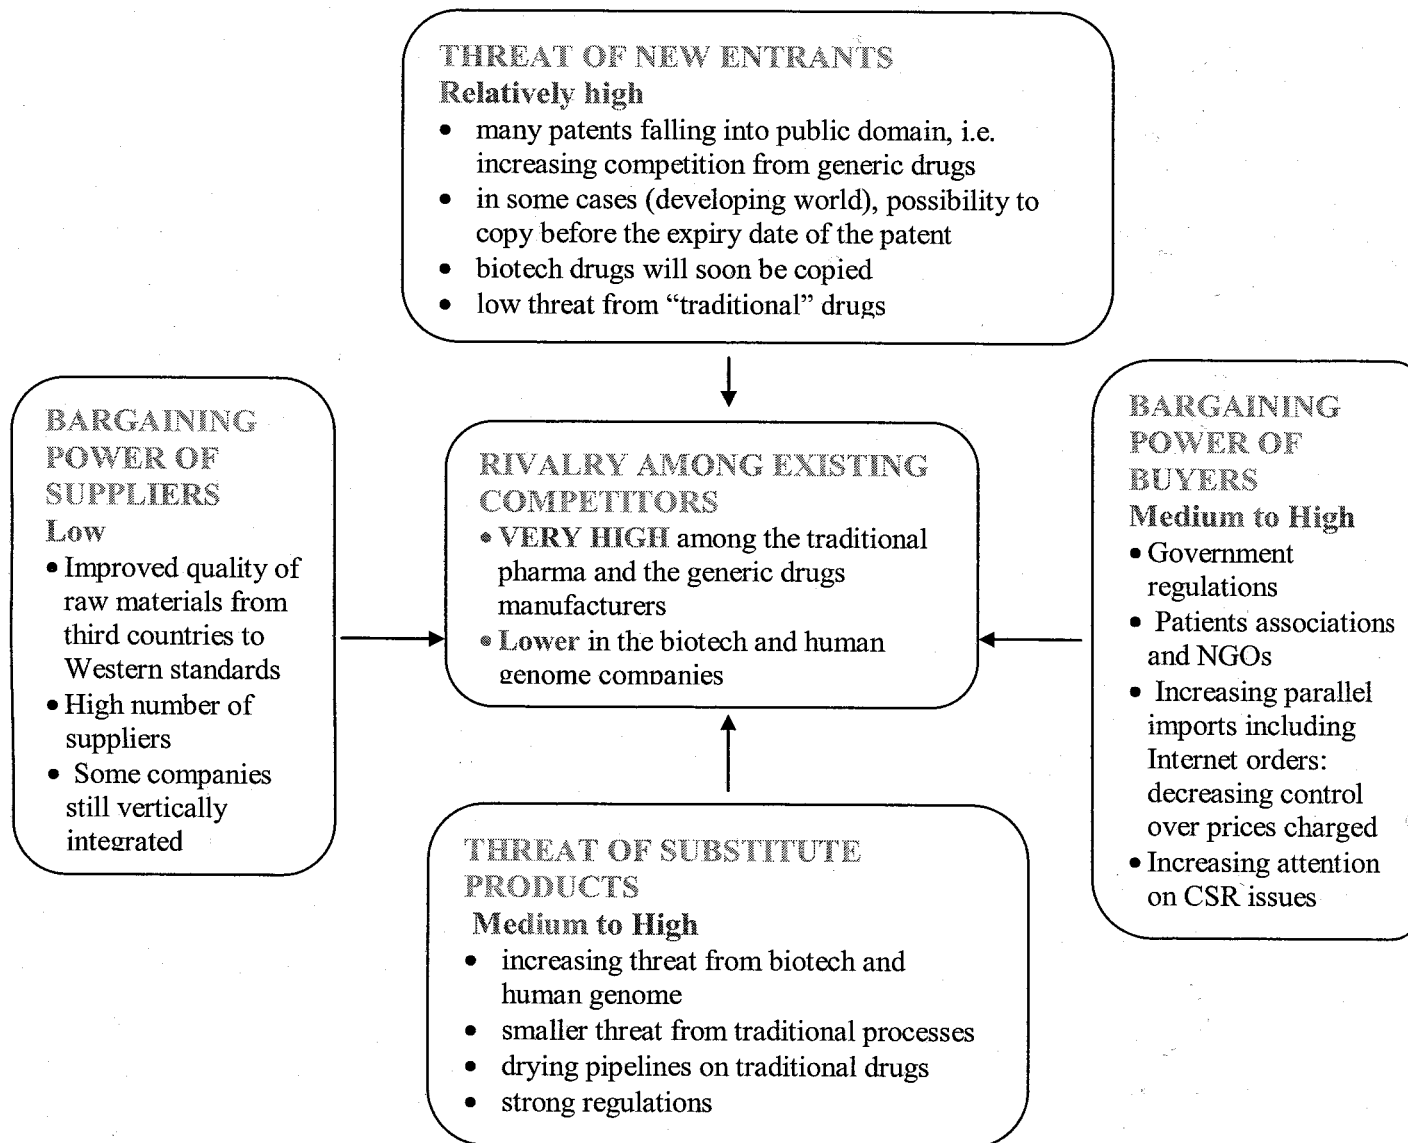 THREAT OF NEW ENTRANTS
Relatively high
• many patents falling into public domain, i.e.
increasing competition from generic drugs
• in some cases (developing world), possibility to
copy before the expiry date of the patent
• biotech drugs will soon be copied
• low threat from “traditional” drugs
BARGAINING
POWER OF
SUPPLIERS
Low
• Improved quality of
raw materials from
third countries to
Western standards
• High number of
suppliers
• Some companies
still vertically
integrated
RIVALRY AMONG EXISTING
COMPETITORS
• VERY HIGH among the traditional
pharma and the generic drugs
manufacturers
• Lower in the biotech and human
genome companies
BARGAINING
POWER OF
BUYERS
Medium to High
• Government
regulations
• Patients associations
and NGOs
• Increasing parallel
imports including
Internet orders:
decreasing control
over prices charged
• Increasing attention
on CSR issues
THREAT OF SUBSTITUTE
PRODUCTS
Medium to High
• increasing threat from biotech and
human genome
• smaller threat from traditional processes
• drying pipelines on traditional drugs
• strong regulations